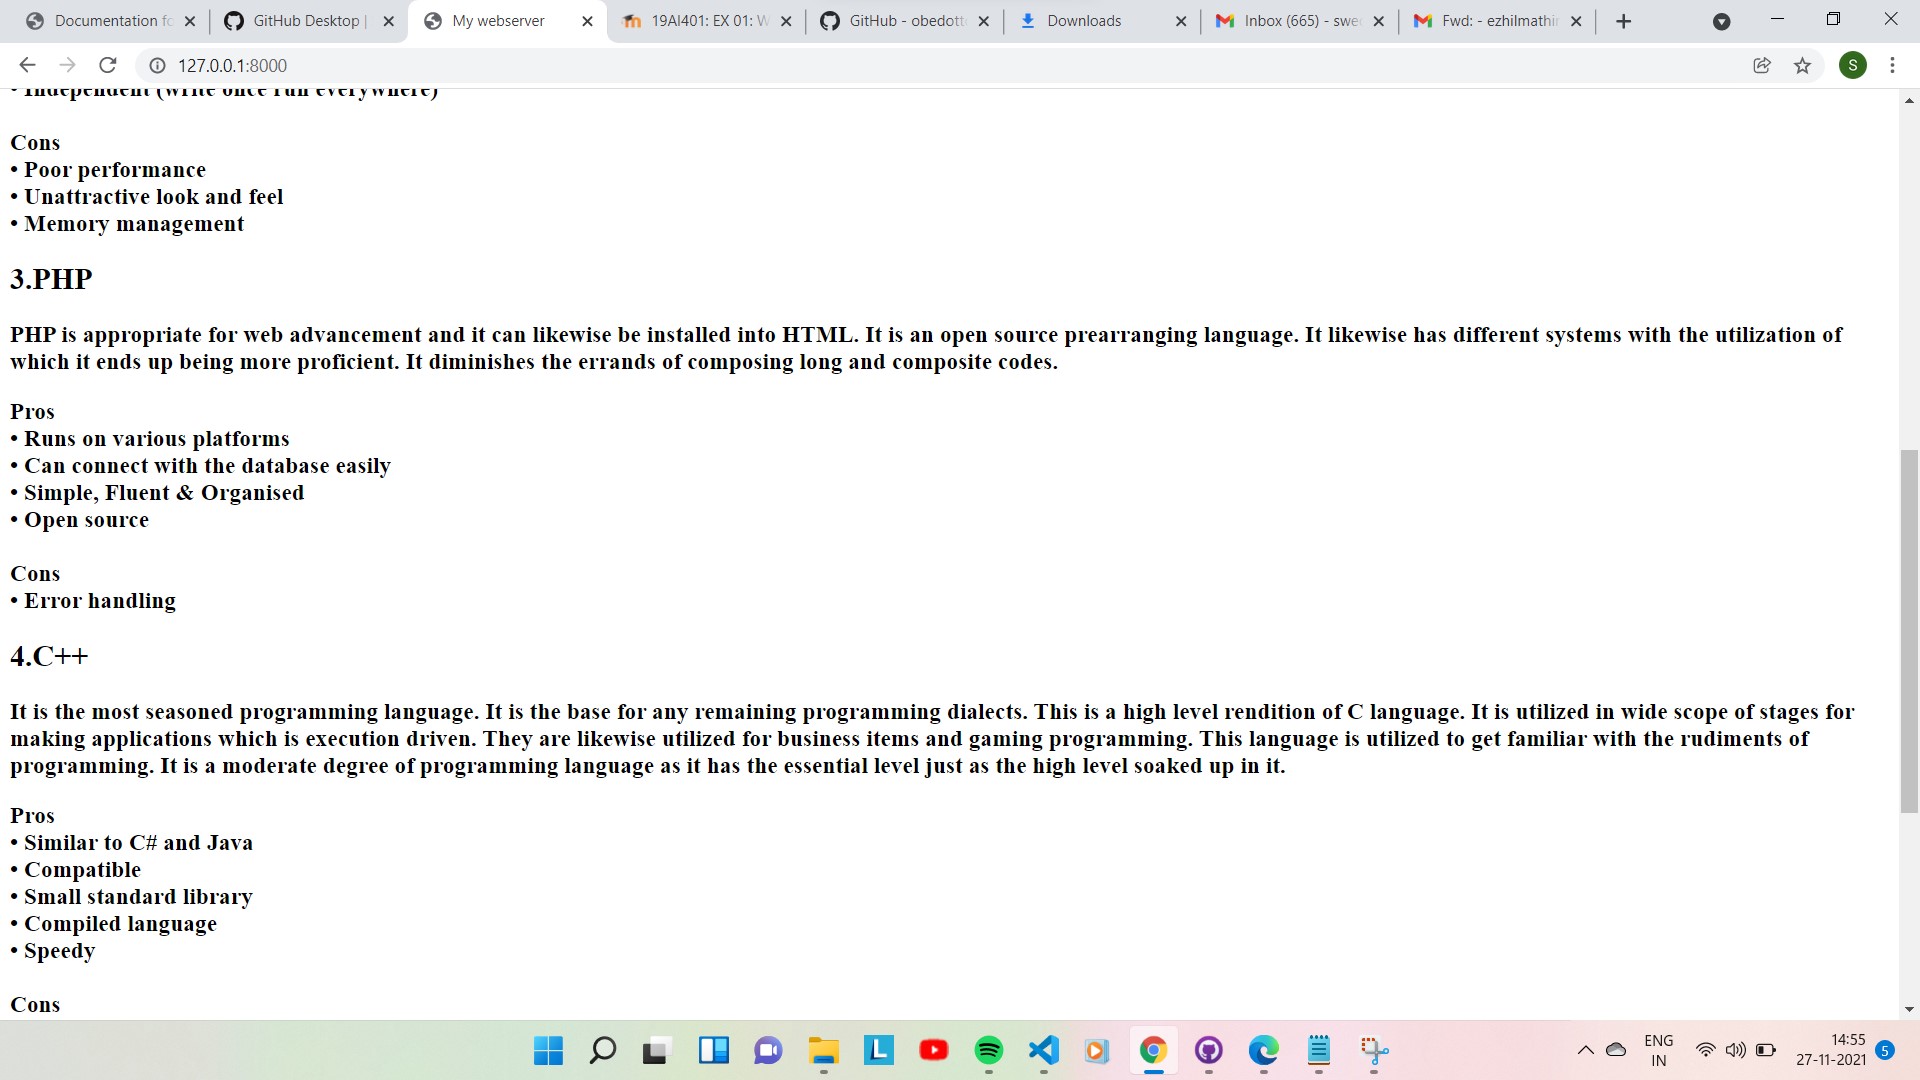 Documentation fo
GitHub Desktop |
My webserver
19AI401: EX 01: W
GitHub - obedott
Downloads
Inbox (665) - swe
Fwd: - ezhilmathi
127.0.0.1:8000
S
• Independent (write once run everywhere)
Cons
• Poor performance
• Unattractive look and feel
• Memory management
3.PHP
PHP is appropriate for web advancement and it can likewise be installed into HTML. It is an open source prearranging language. It likewise has different systems with the utilization of
which it ends up being more proficient. It diminishes the errands of composing long and composite codes.
Pros
• Runs on various platforms
• Can connect with the database easily
• Simple, Fluent & Organised
• Open source
Cons
• Error handling
4.C++
It is the most seasoned programming language. It is the base for any remaining programming dialects. This is a high level rendition of C language. It is utilized in wide scope of stages for
making applications which is execution driven. They are likewise utilized for business items and gaming programming. This language is utilized to get familiar with the rudiments of
programming. It is a moderate degree of programming language as it has the essential level just as the high level soaked up in it.
Pros
• Similar to C# and Java
• Compatible
• Small standard library
• Compiled language
• Speedy
Cons
L
ENG
IN
14:55
27-11-2021
5